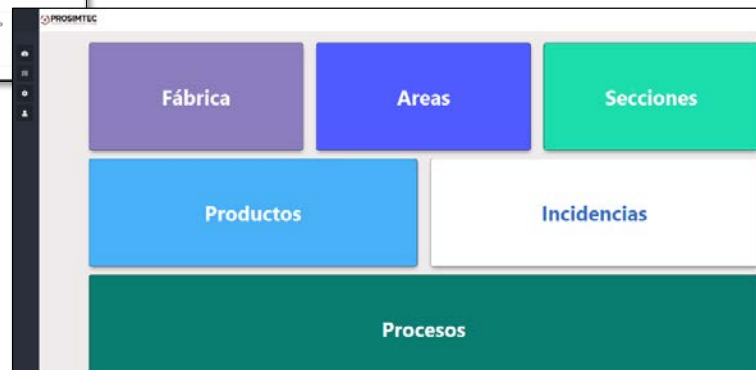 PROSIMTEC
Fábrica
Areas
Secciones
Productos
Incidencias
Procesos